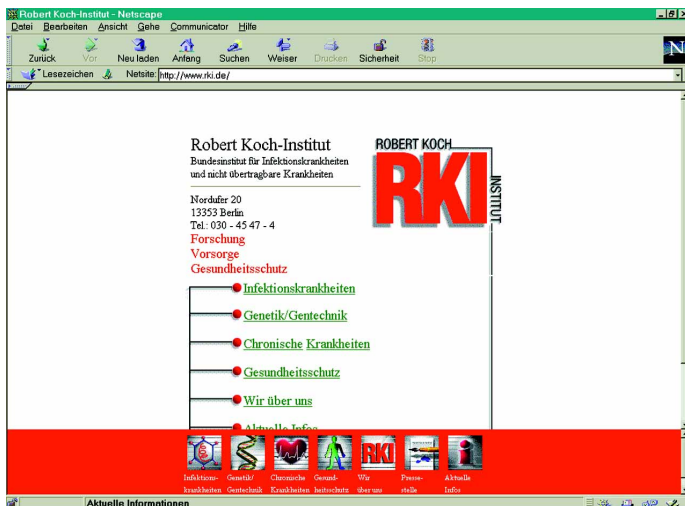 Robert Koch-Institut - Netscape
Datei Bearbeiten Ansicht Gehe Communicator Hilfe
Zurück Vor Neu laden Anfang Suchen Weiser Drucken Sicherheit Stop
N
Lesezeichen Netsite: http://www.rki.de/
Robert Koch-Institut
Bundesinstitut für Infektionskrankheiten
und nicht übertragbare Krankheiten
ROBERT KOCH
RKI
INSTITUT
Nordufer 20
13353 Berlin
Tel.: 030 - 45 47 - 4
Forschung
Vorsorge
Gesundheitsschutz
Infektionskrankheiten
Genetik/Gentechnik
Chronische Krankheiten
Gesundheitsschutz
Wir über uns
Aktuelle Infos
RKI
i
Infektions- Genetik/ Chronische Gesund- Wir Presse- Aktuelle
krankheiten Gentechnik Krankheiten heitsschutz über uns stelle Infos
Aktuelle Informationen